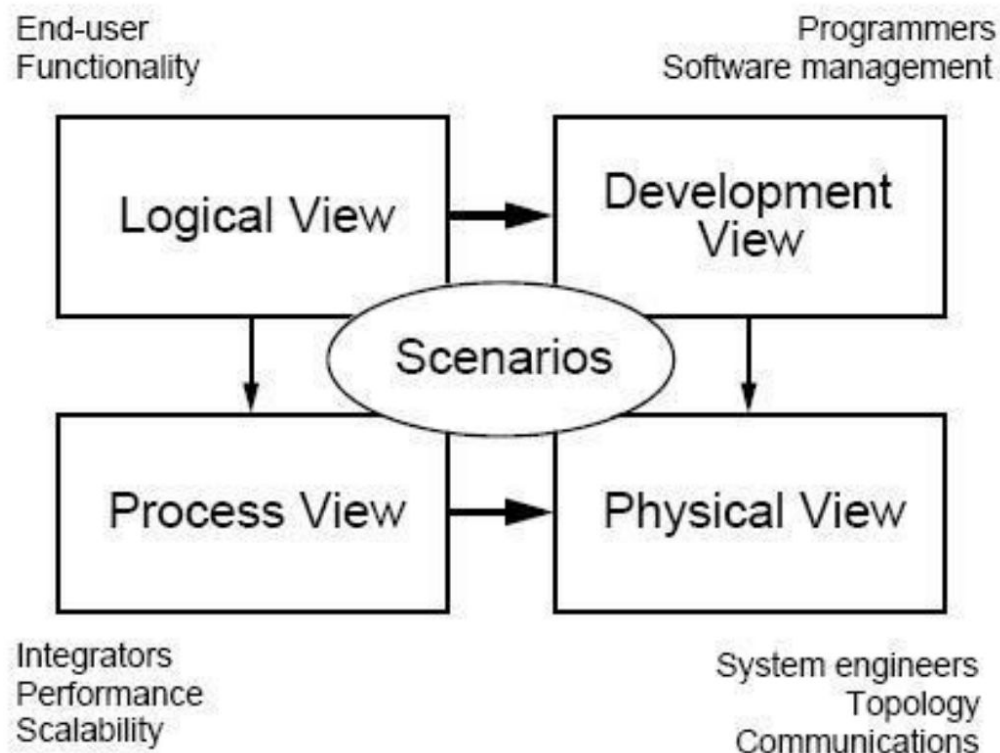 End-user
Functionality
Programmers
Software management
Logical View
Development
View
Scenarios
Process View
Physical View
Integrators
Performance
Scalability
System engineers
Topology
Communications